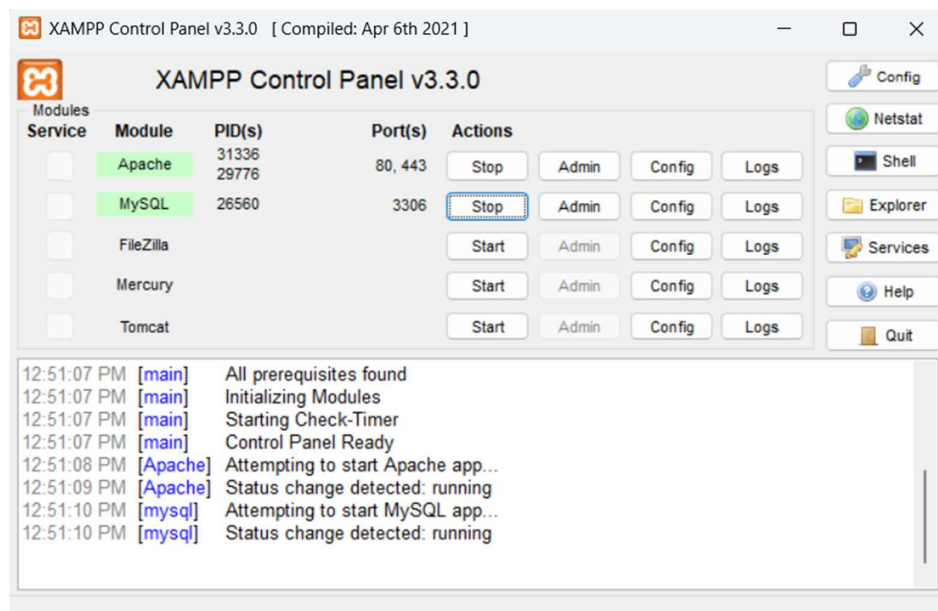 XAMPP Control Panel v3.3.0 [ Compiled: Apr 6th 2021 ]
XAMPP Control Panel v3.3.0
Config
Modules
Service Module PID(s) Port(s) Actions
Netstat
Apache 31336 29776 80, 443 Stop Admin Config Logs
Shell
MySQL 26560 3306 Stop Admin Config Logs
Explorer
FileZilla Start Admin Config Logs
Services
Mercury Start Admin Config Logs
Help
Tomcat Start Admin Config Logs
Quit
12:51:07 PM [main] All prerequisites found
12:51:07 PM [main] Initializing Modules
12:51:07 PM [main] Starting Check-Timer
12:51:07 PM [main] Control Panel Ready
12:51:08 PM [Apache] Attempting to start Apache app...
12:51:09 PM [Apache] Status change detected: running
12:51:10 PM [mysql] Attempting to start MySQL app...
12:51:10 PM [mysql] Status change detected: running